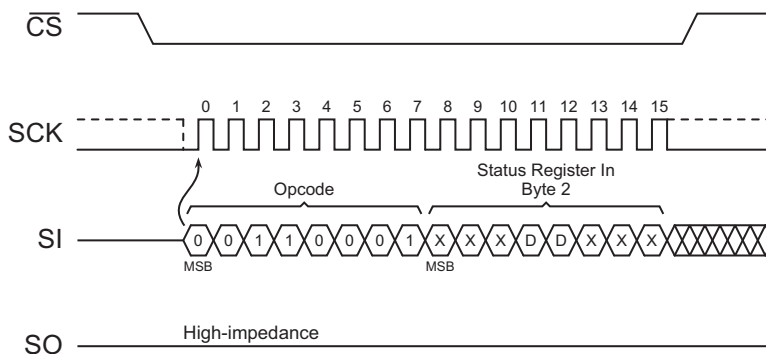 CS
0 1 2 3 4 5 6 7 8 9 10 11 12 13 14 15
SCK
Status Register In
Opcode Byte 2
SI 0 0 1 1 0 0 0 1 X X X D D X X X
MSB MSB
High-impedance
SO